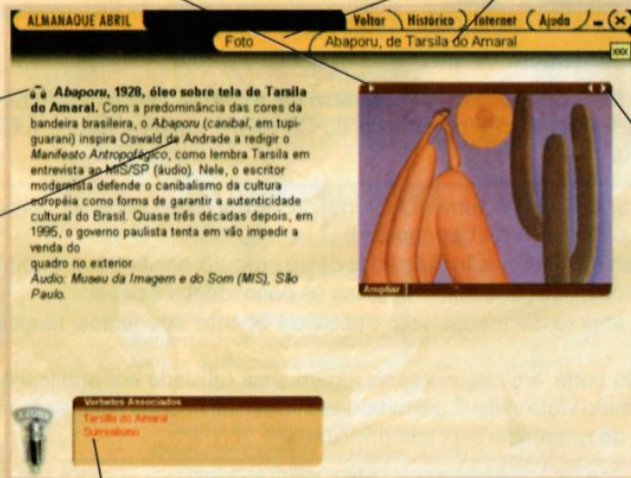 ALMANAQUE ABRIL
Voltar Histórico Internet Ajuda
Foto Abaporu, de Tarsila do Amaral
Abaporu, 1928, óleo sobre tela de Tarsila
do Amaral. Com a predominância das cores da
bandeira brasileira, o Abaporu (canibal, em tupi-
guarani) inspira Oswald de Andrade a redigir o
Manifesto Antropofágico, como lembra Tarsila em
entrevista ao MIS/SP (áudio). Nele, o escritor
modernista defende o canibalismo da cultura
européia como forma de garantir a autenticidade
cultural do Brasil. Quase três décadas depois, em
1995, o governo paulista tenta em vão impedir a
venda do
quadro no exterior.
Áudio: Museu da Imagem e do Som (MIS), São
Paulo.
Ampliar
Verbetes Associados
Tarsila do Amaral
Surrealismo